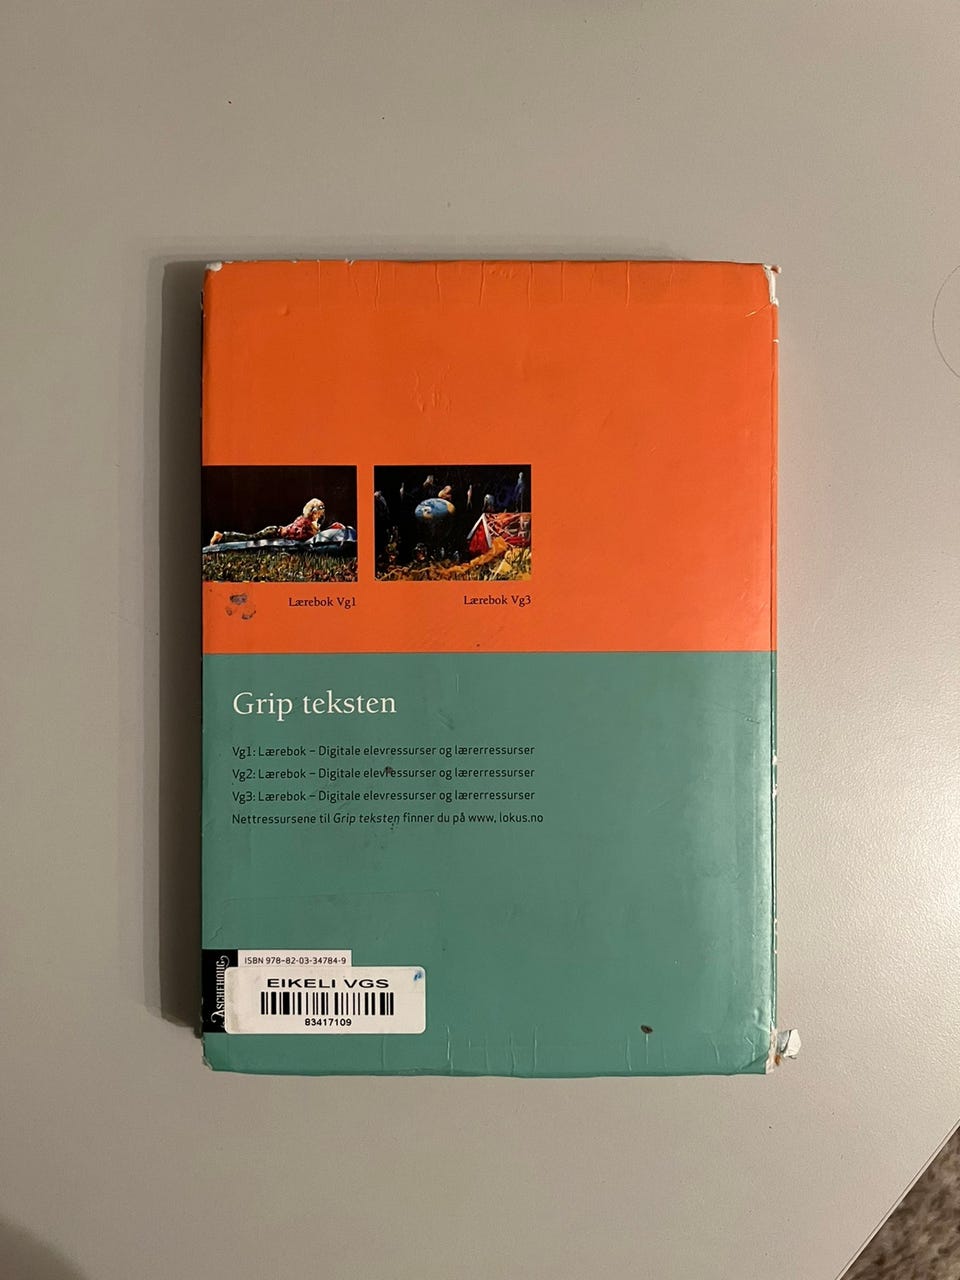 Lærebok Vg1
Lærebok Vg3
Grip teksten
Vg1: Lærebok – Digitale elevressurser og lærerressurser
Vg2: Lærebok – Digitale elevressurser og lærerressurser
Vg3: Lærebok – Digitale elevressurser og lærerressurser
Nettressursene til Grip teksten finner du på www, lokus.no
ASCHEHOUG
ISBN 978-82-03-34784-9
EIKELI VGS
83417109